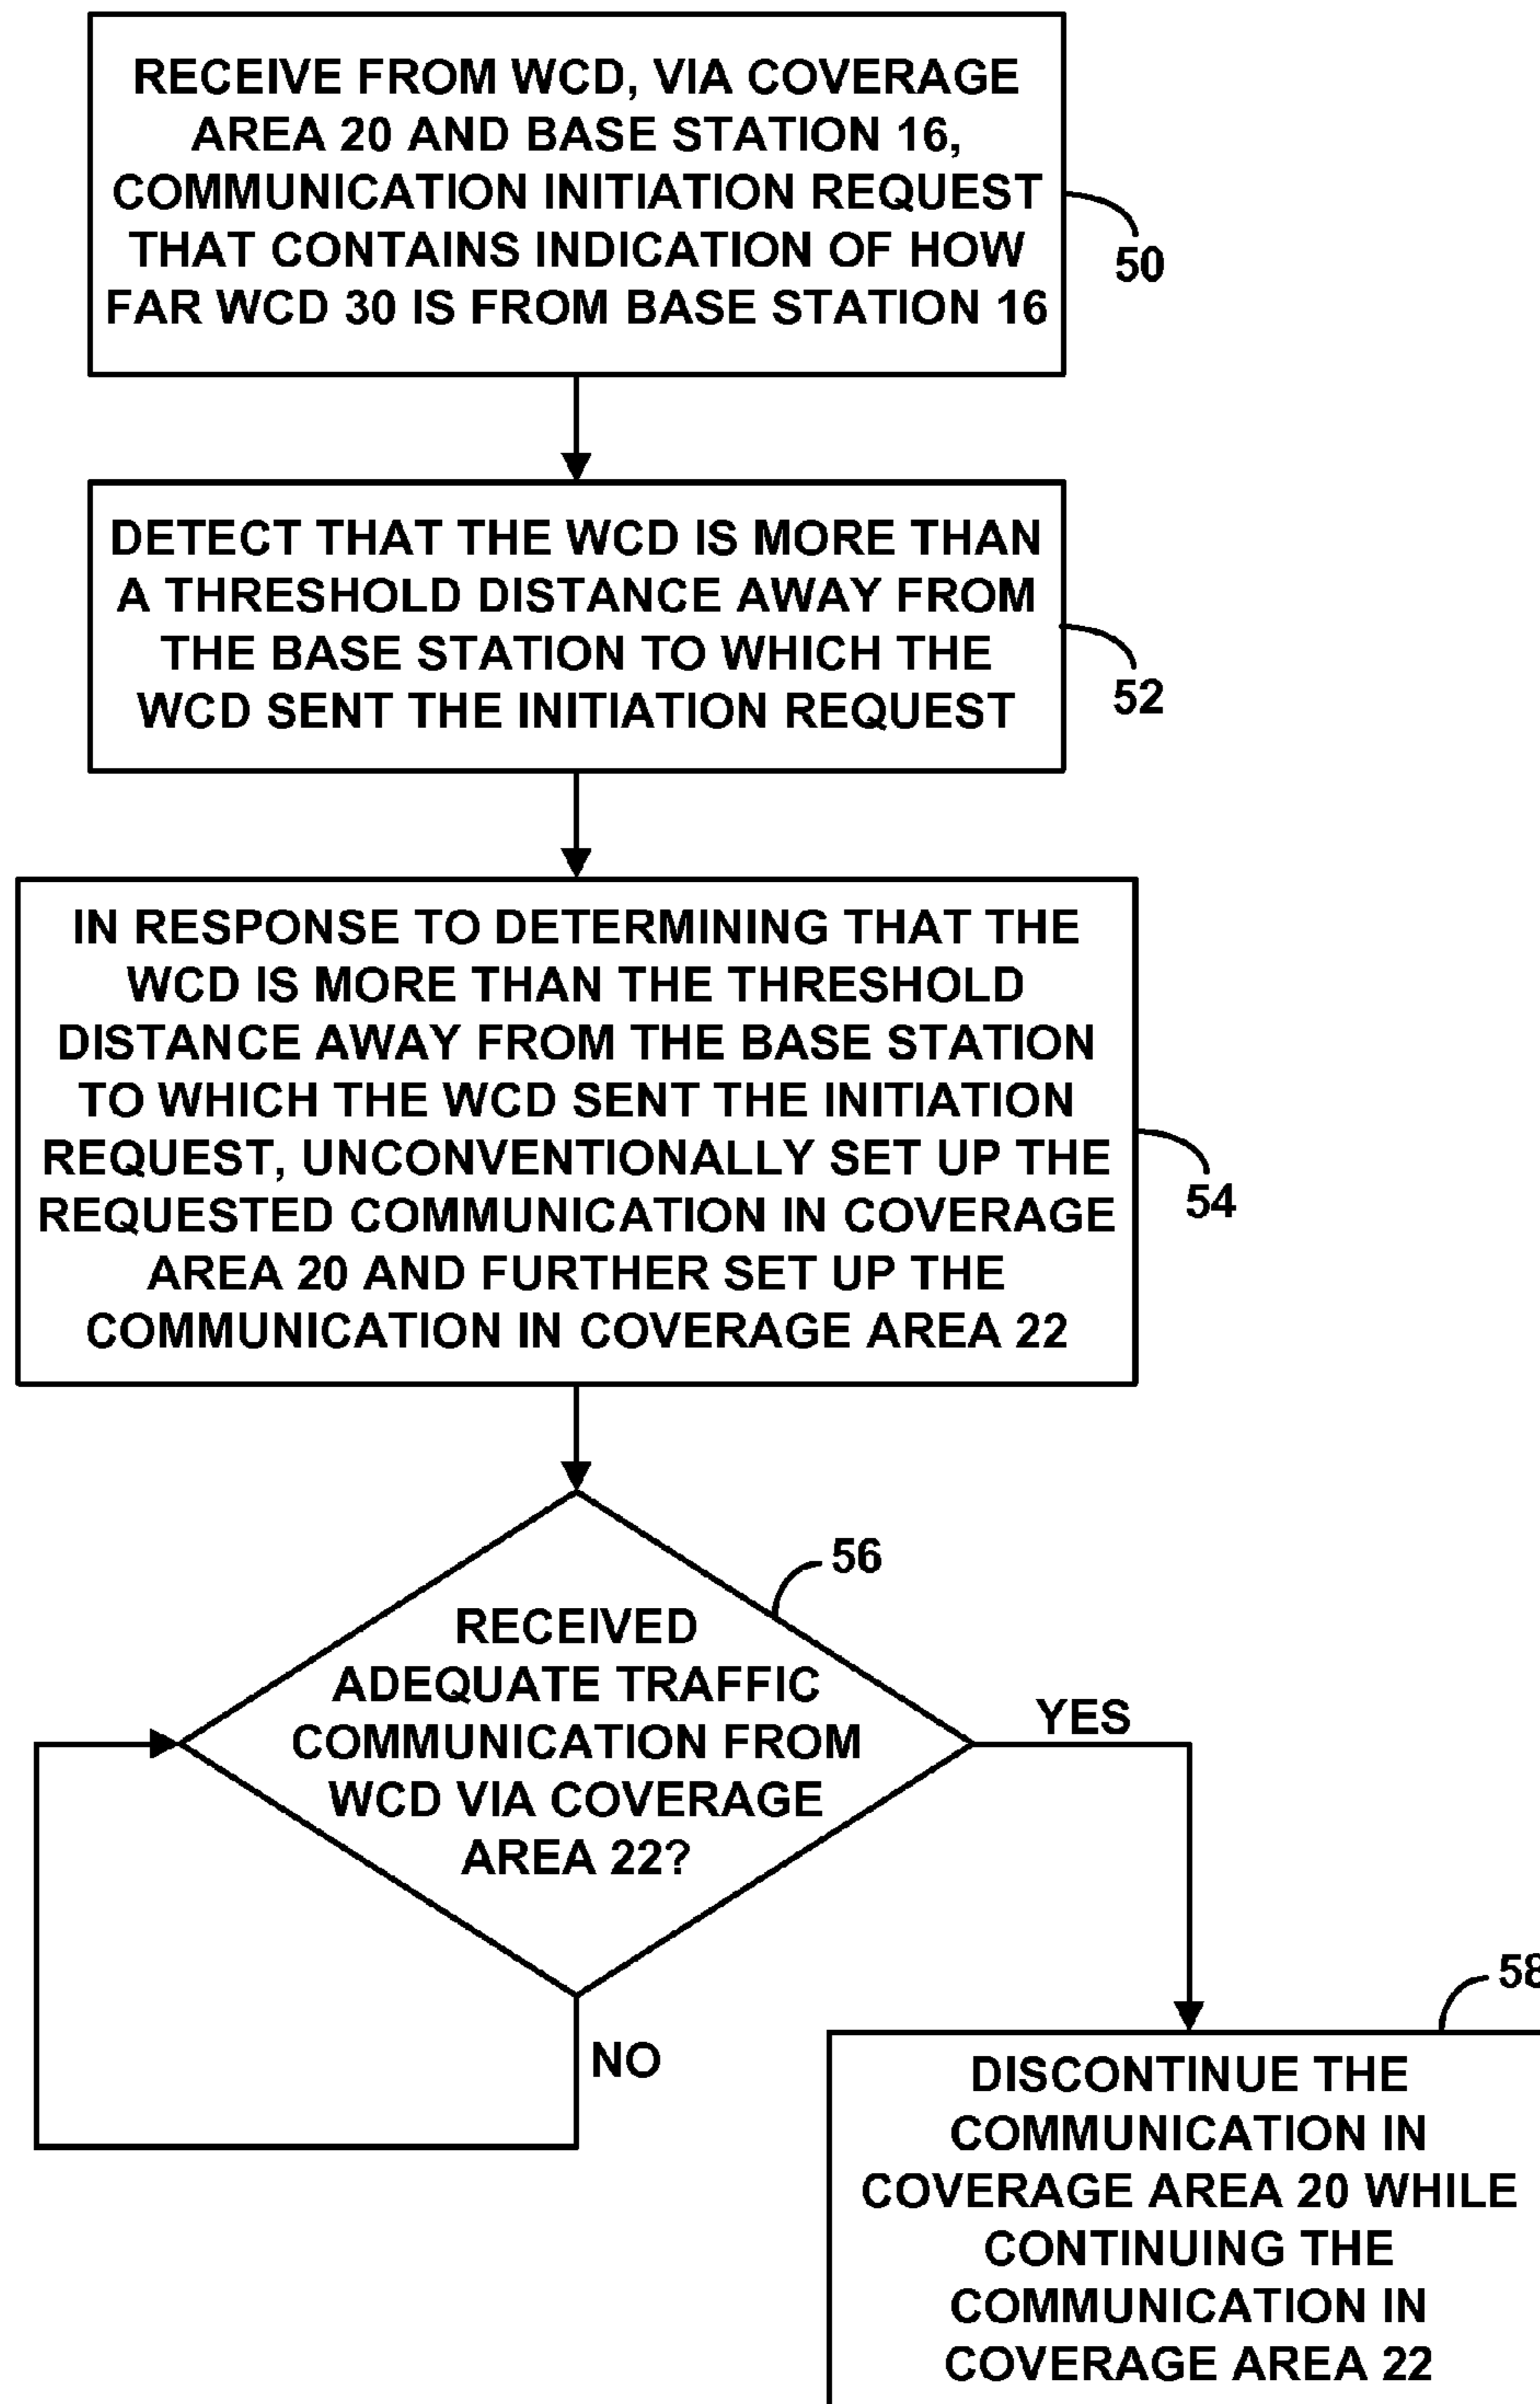 RECEIVE FROM WCD, VIA COVERAGE
AREA 20 AND BASE STATION 16,
COMMUNICATION INITIATION REQUEST
THAT CONTAINS INDICATION OF HOW
FAR WCD 30 IS FROM BASE STATION 16
50
DETECT THAT THE WCD IS MORE THAN
A THRESHOLD DISTANCE AWAY FROM
THE BASE STATION TO WHICH THE
WCD SENT THE INITIATION REQUEST
52
IN RESPONSE TO DETERMINING THAT THE
WCD IS MORE THAN THE THRESHOLD
DISTANCE AWAY FROM THE BASE STATION
TO WHICH THE WCD SENT THE INITIATION
REQUEST, UNCONVENTIONALLY SET UP THE
REQUESTED COMMUNICATION IN COVERAGE
AREA 20 AND FURTHER SET UP THE
COMMUNICATION IN COVERAGE AREA 22
54
56
RECEIVED
ADEQUATE TRAFFIC
COMMUNICATION FROM
WCD VIA COVERAGE
AREA 22?
YES
NO
58
DISCONTINUE THE
COMMUNICATION IN
COVERAGE AREA 20 WHILE
CONTINUING THE
COMMUNICATION IN
COVERAGE AREA 22